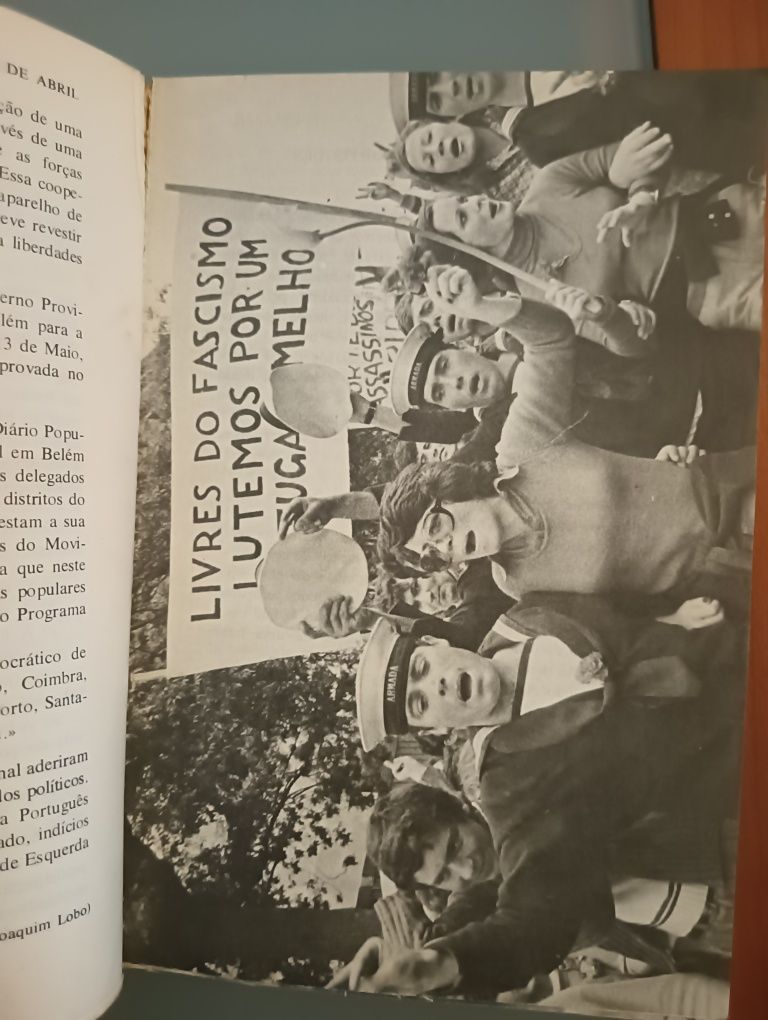 DE ABRIL
ção de uma
vés de uma
e as forças
Essa coope-
aparelho de
eve revestir
a liberdades
erno Provi-
lém para a
3 de Maio,
provada no
Diário Popu-
l em Belém
s delegados
distritos do
estam a sua
s do Movi-
a que neste
s populares
o Programa
ocrático de
o, Coimbra,
orto, Santa-
.»
nal aderiram
los políticos.
a Português
ado, indícios
de Esquerda
oaquim Lobo)
LIVRES DO FASCISMO
LUTEMOS POR UM
TUGA MELHO
ASSASSINOS
ARMADA
ARMADA